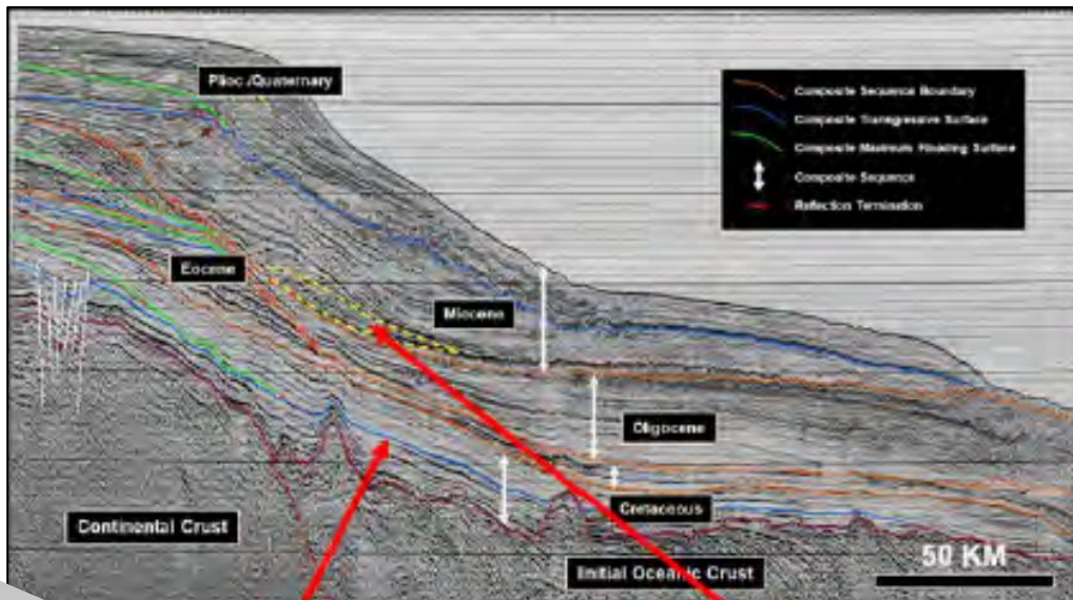 Plioc /Quaternary
Composite Sequence Boundary
Composite Transgressive Surface
Composite Maximum Flooding Surface
Composite Sequence
Reflection Termination
Eocene
Miocene
Oligocene
Cretaceous
Continental Crust
Initial Oceanic Crust
50 KM